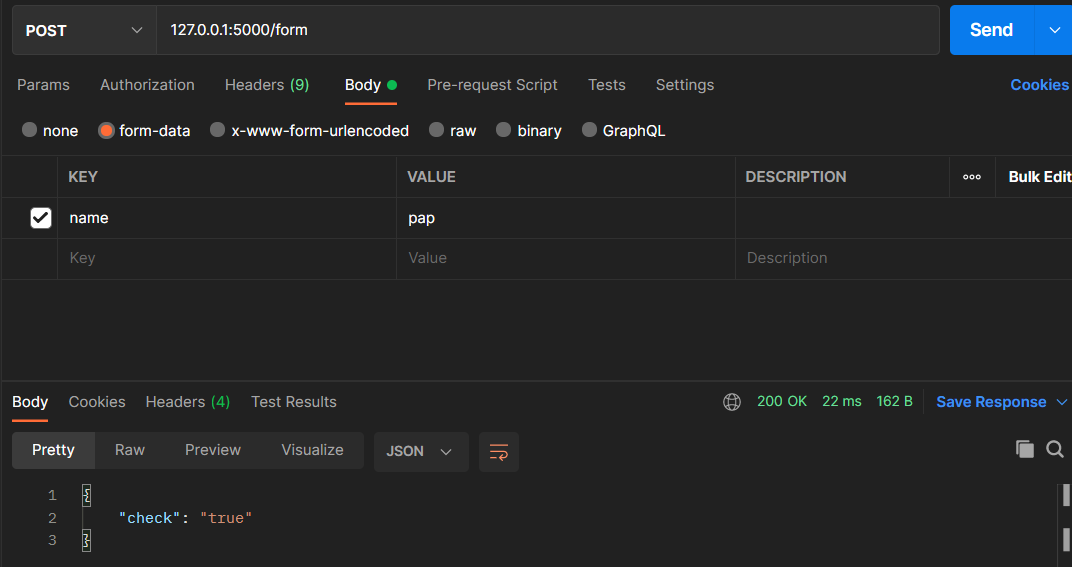 POST 127.0.0.1:5000/form Send
Params Authorization Headers (9) Body Pre-request Script Tests Settings Cookies
none form-data x-www-form-urlencoded raw binary GraphQL
KEY VALUE DESCRIPTION ooo Bulk Edit
name pap
Key Value Description
Body Cookies Headers (4) Test Results 200 OK 22 ms 162 B Save Response
Pretty Raw Preview Visualize JSON
1 {
2 "check": "true"
3 }